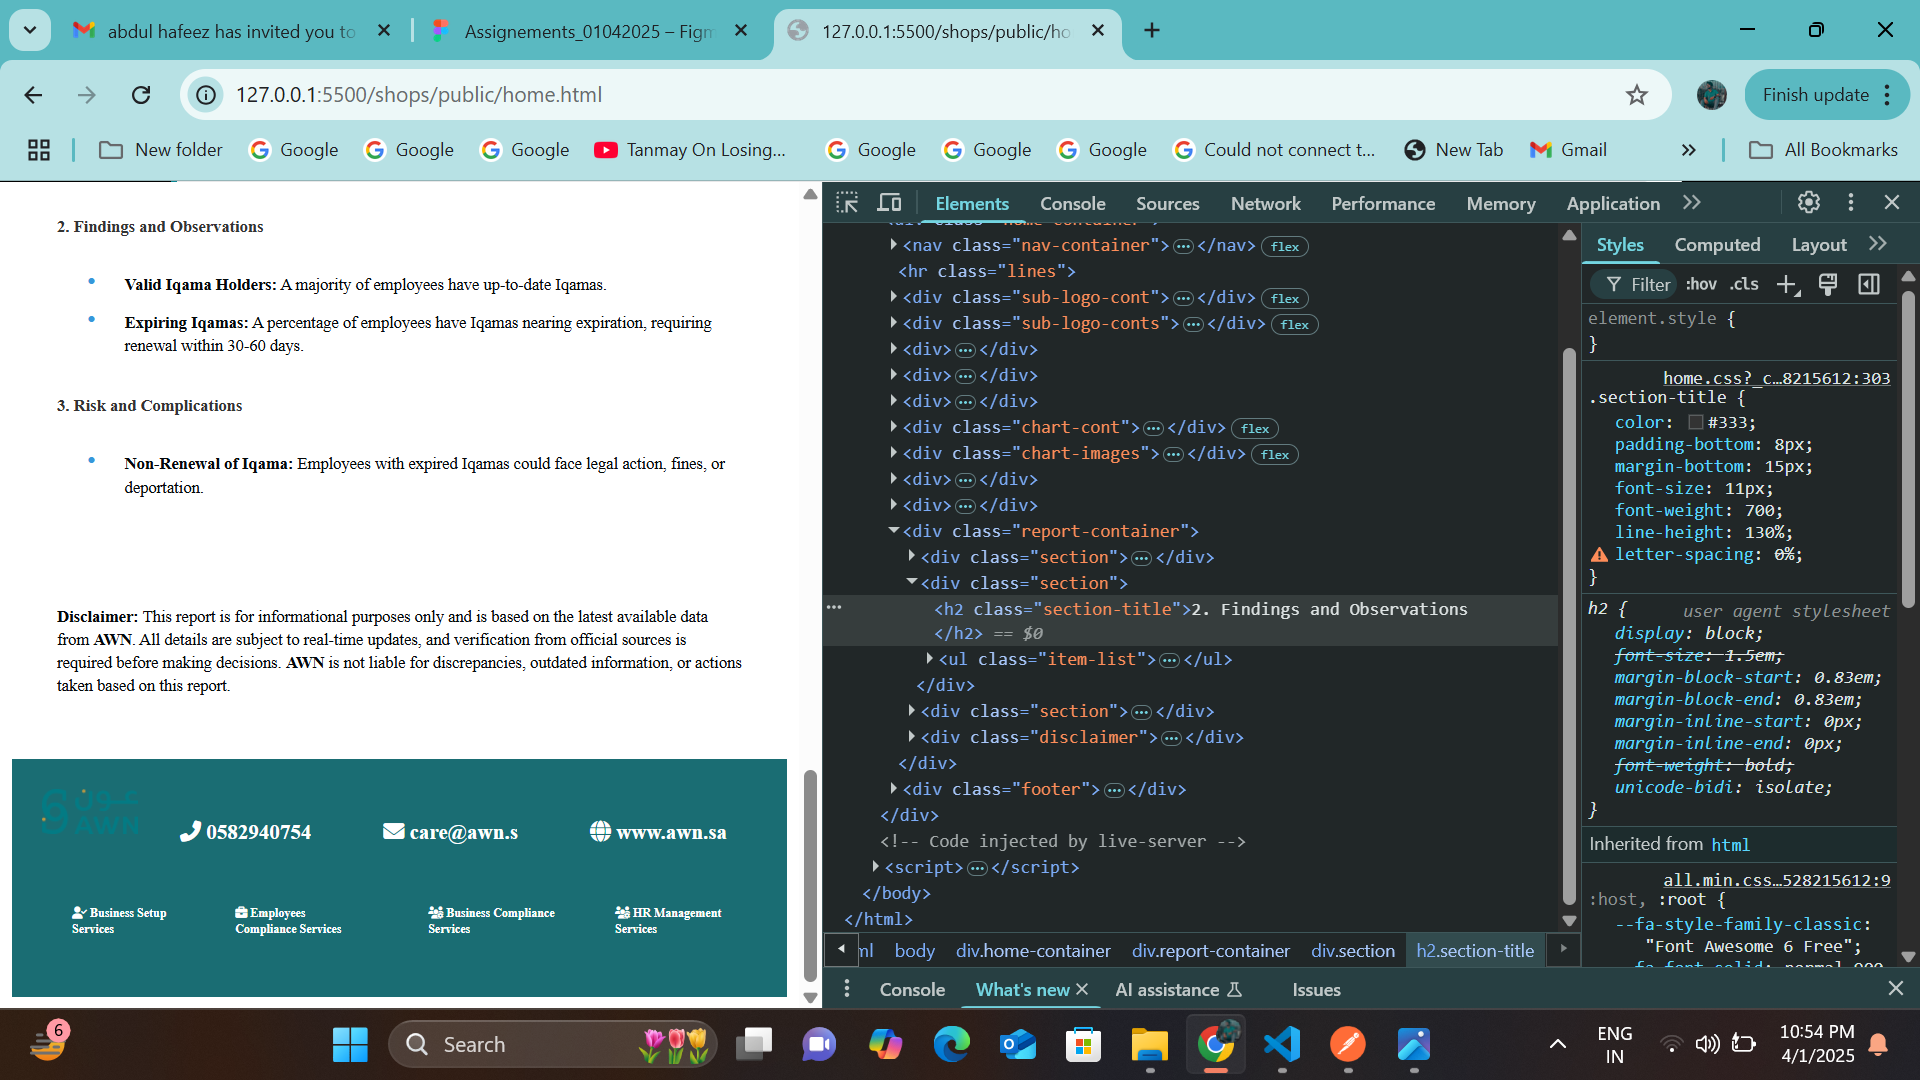 abdul hafeez has invited you to
Assignements_01042025 – Figm
127.0.0.1:5500/shops/public/ho
127.0.0.1:5500/shops/public/home.html
Finish update
New folder
Google
Google
Google
Tanmay On Losing...
Google
Google
Google
Could not connect t...
New Tab
Gmail
All Bookmarks
2. Findings and Observations
Valid Iqama Holders: A majority of employees have up-to-date Iqamas.
Expiring Iqamas: A percentage of employees have Iqamas nearing expiration, requiring
renewal within 30-60 days.
3. Risk and Complications
Non-Renewal of Iqama: Employees with expired Iqamas could face legal action, fines, or
deportation.
Disclaimer: This report is for informational purposes only and is based on the latest available data
from AWN. All details are subject to real-time updates, and verification from official sources is
required before making decisions. AWN is not liable for discrepancies, outdated information, or actions
taken based on this report.
عون
AWN
0582940754
care@awn.s
www.awn.sa
Business Setup
Services
Employees
Compliance Services
Business Compliance
Services
HR Management
Services
Elements
Console
Sources
Network
Performance
Memory
Application
<nav class="nav-container">…</nav> flex
<hr class="lines">
<div class="sub-logo-cont">…</div> flex
<div class="sub-logo-conts">…</div> flex
<div>…</div>
<div>…</div>
<div>…</div>
<div class="chart-cont">…</div> flex
<div class="chart-images">…</div> flex
<div>…</div>
<div>…</div>
<div class="report-container">
<div class="section">…</div>
<div class="section">
<h2 class="section-title">2. Findings and Observations
</h2> == $0
<ul class="item-list">…</ul>
</div>
<div class="section">…</div>
<div class="disclaimer">…</div>
</div>
<div class="footer">…</div>
</div>
<!-- Code injected by live-server -->
<script>…</script>
</body>
</html>
ml
body
div.home-container
div.report-container
div.section
h2.section-title
Styles
Computed
Layout
Filter
:hov
.cls
element.style {
}
home.css?_c…8215612:303
.section-title {
color: #333;
padding-bottom: 8px;
margin-bottom: 15px;
font-size: 11px;
font-weight: 700;
line-height: 130%;
letter-spacing: 0%;
}
h2 { user agent stylesheet
display: block;
font-size: 1.5em;
margin-block-start: 0.83em;
margin-block-end: 0.83em;
margin-inline-start: 0px;
margin-inline-end: 0px;
font-weight: bold;
unicode-bidi: isolate;
}
Inherited from html
all.min.css…528215612:9
:host, :root {
--fa-style-family-classic:
"Font Awesome 6 Free";
Console
What's new
AI assistance
Issues
6
Search
ENG
IN
10:54 PM
4/1/2025